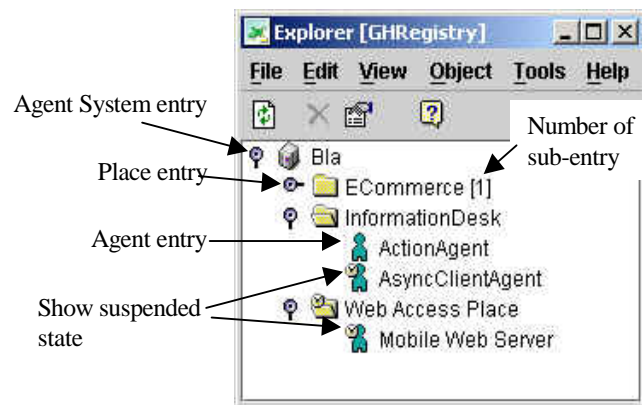 Explorer [GHRegistry]
File Edit View Object Tools Help
Agent System entry
Number of
sub-entry
Bla
Place entry
ECommerce [1]
InformationDesk
Agent entry
ActionAgent
AsyncClientAgent
Show suspended
state
Web Access Place
Mobile Web Server